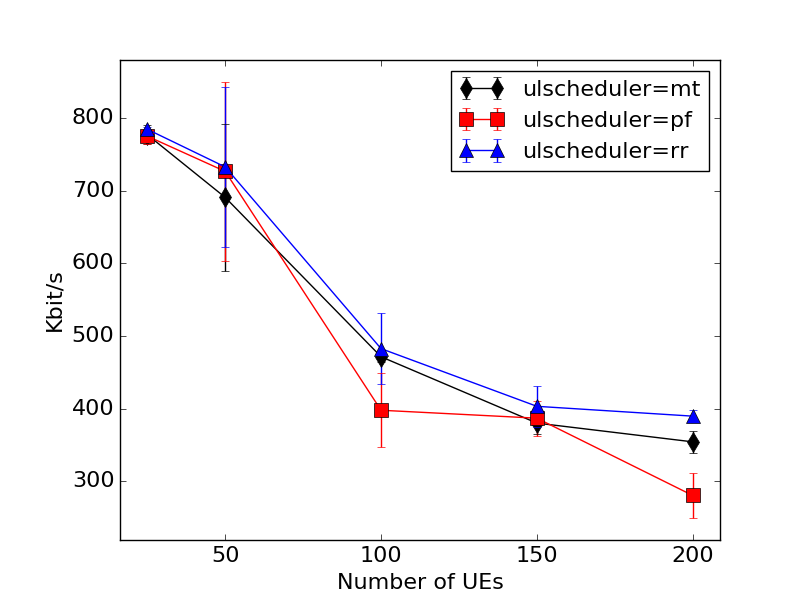 ulscheduler=mt
ulscheduler=pf
ulscheduler=rr
800
700
600
500
400
300
Kbit/s
50 100 150 200
Number of UEs